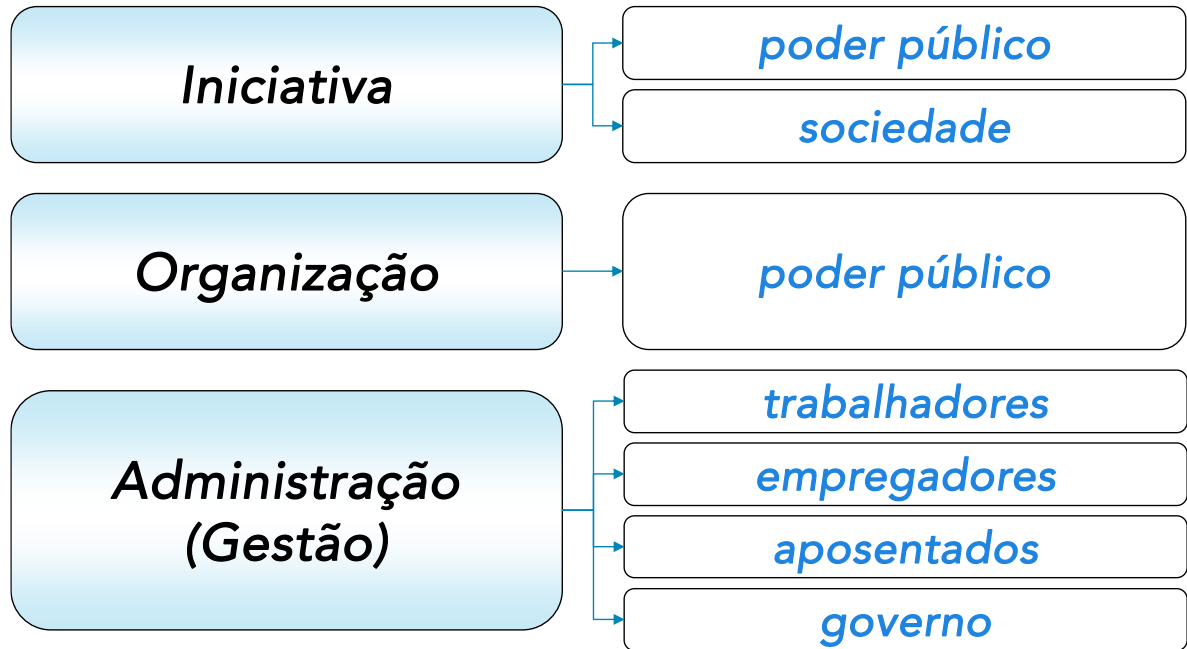 Iniciativa
poder público
sociedade
Organização
poder público
Administração
(Gestão)
trabalhadores
empregadores
aposentados
governo